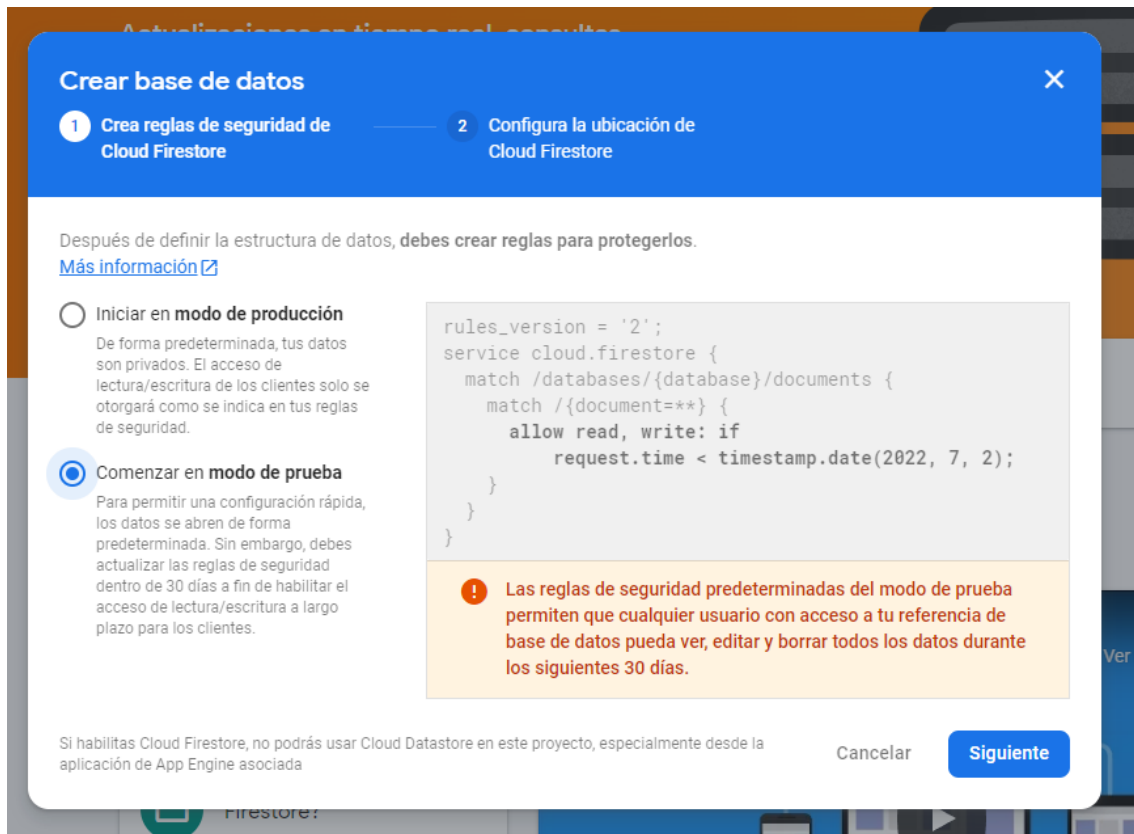 Actualizaciones en tiempo real, consultas
Crear base de datos
1 Crea reglas de seguridad de
Cloud Firestore
2 Configura la ubicación de
Cloud Firestore
Después de definir la estructura de datos, debes crear reglas para protegerlos.
Más información
Iniciar en modo de producción
De forma predeterminada, tus datos
son privados. El acceso de
lectura/escritura de los clientes solo se
otorgará como se indica en tus reglas
de seguridad.
Comenzar en modo de prueba
Para permitir una configuración rápida,
los datos se abren de forma
predeterminada. Sin embargo, debes
actualizar las reglas de seguridad
dentro de 30 días a fin de habilitar el
acceso de lectura/escritura a largo
plazo para los clientes.
rules_version = '2';
service cloud.firestore {
match /databases/{database}/documents {
match /{document=**} {
allow read, write: if
request.time < timestamp.date(2022, 7, 2);
}
}
}
Las reglas de seguridad predeterminadas del modo de prueba
permiten que cualquier usuario con acceso a tu referencia de
base de datos pueda ver, editar y borrar todos los datos durante
los siguientes 30 días.
Ver
Si habilitas Cloud Firestore, no podrás usar Cloud Datastore en este proyecto, especialmente desde la
aplicación de App Engine asociada
Cancelar
Siguiente
Firestore?